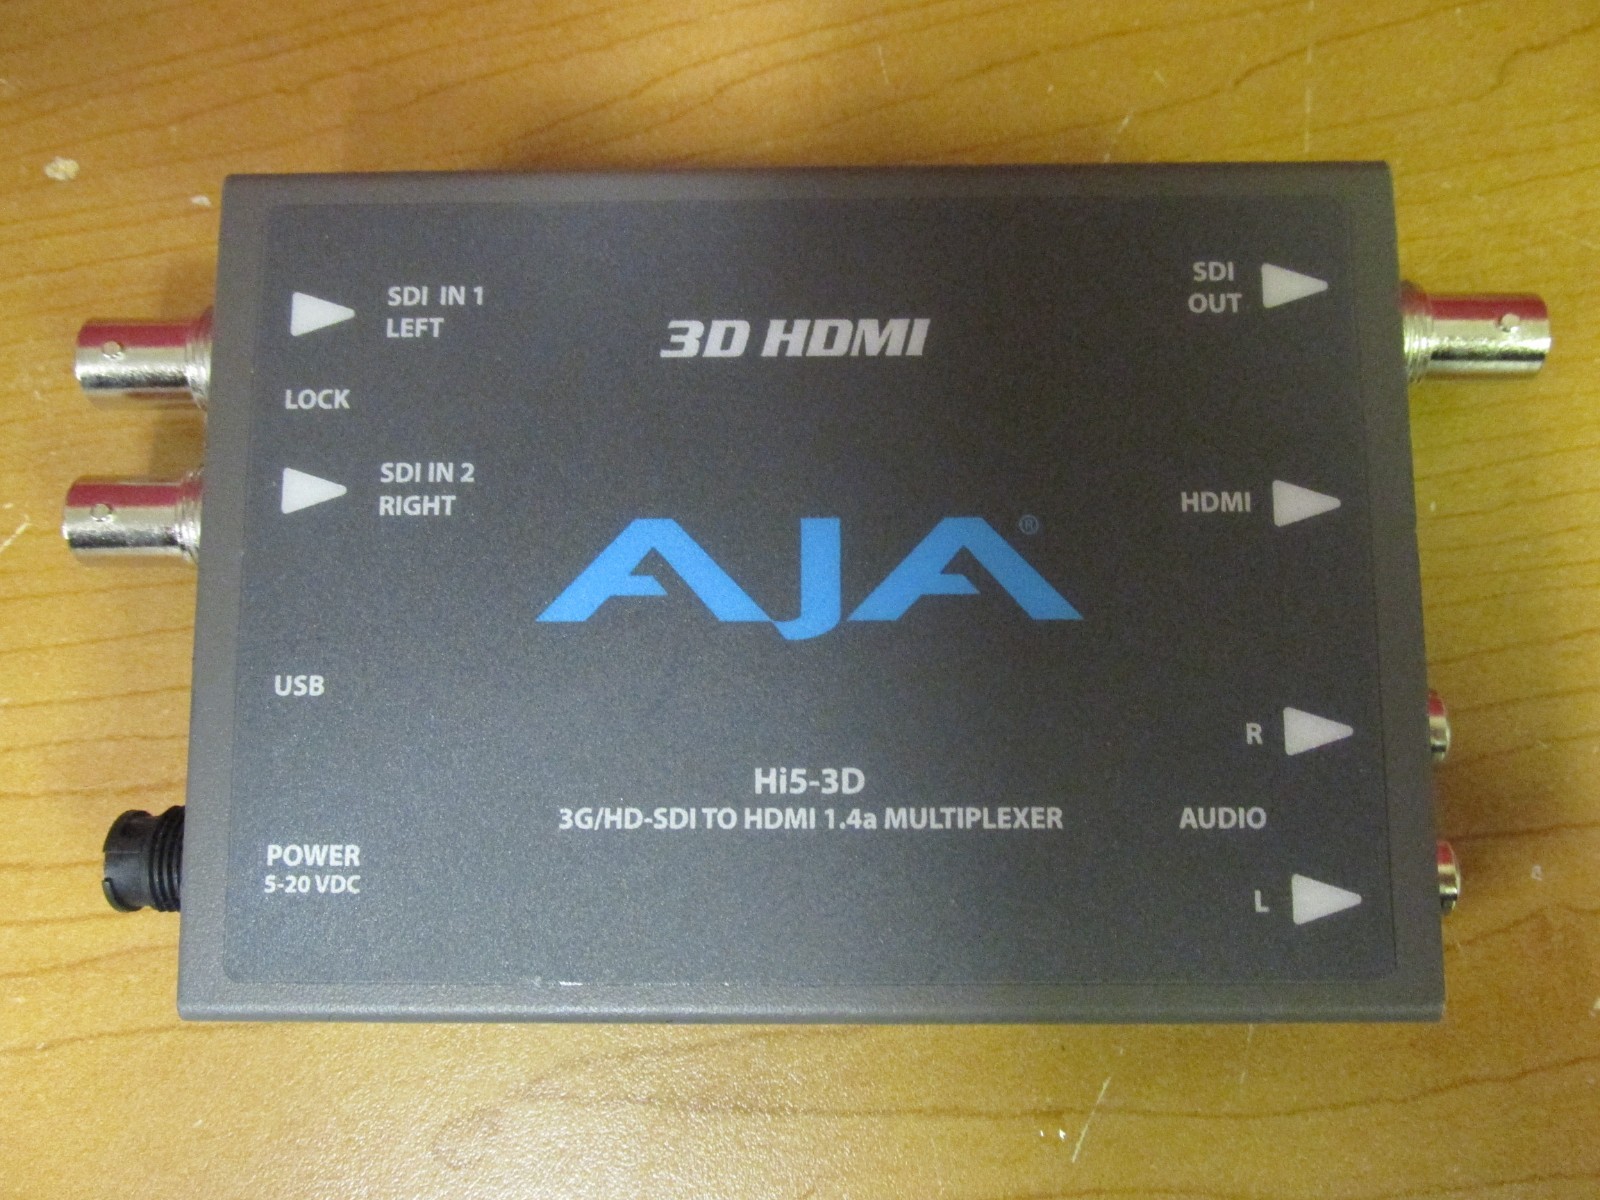 SDI IN 1
LEFT
LOCK
SDI IN 2
RIGHT
USB
POWER
5-20 VDC
3D HDMI
AJA®
Hi5-3D
3G/HD-SDI TO HDMI 1.4a MULTIPLEXER
SDI
OUT
HDMI
R
AUDIO
L